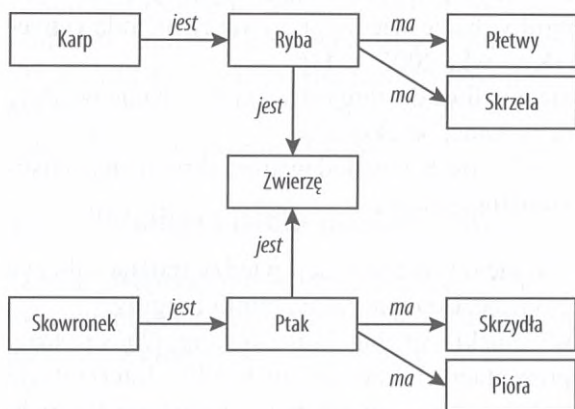 Karp jest Ryba ma Płetwy
ma Skrzela
jest
Zwierzę
jest
Skowronek jest Ptak ma Skrzydła
ma Pióra